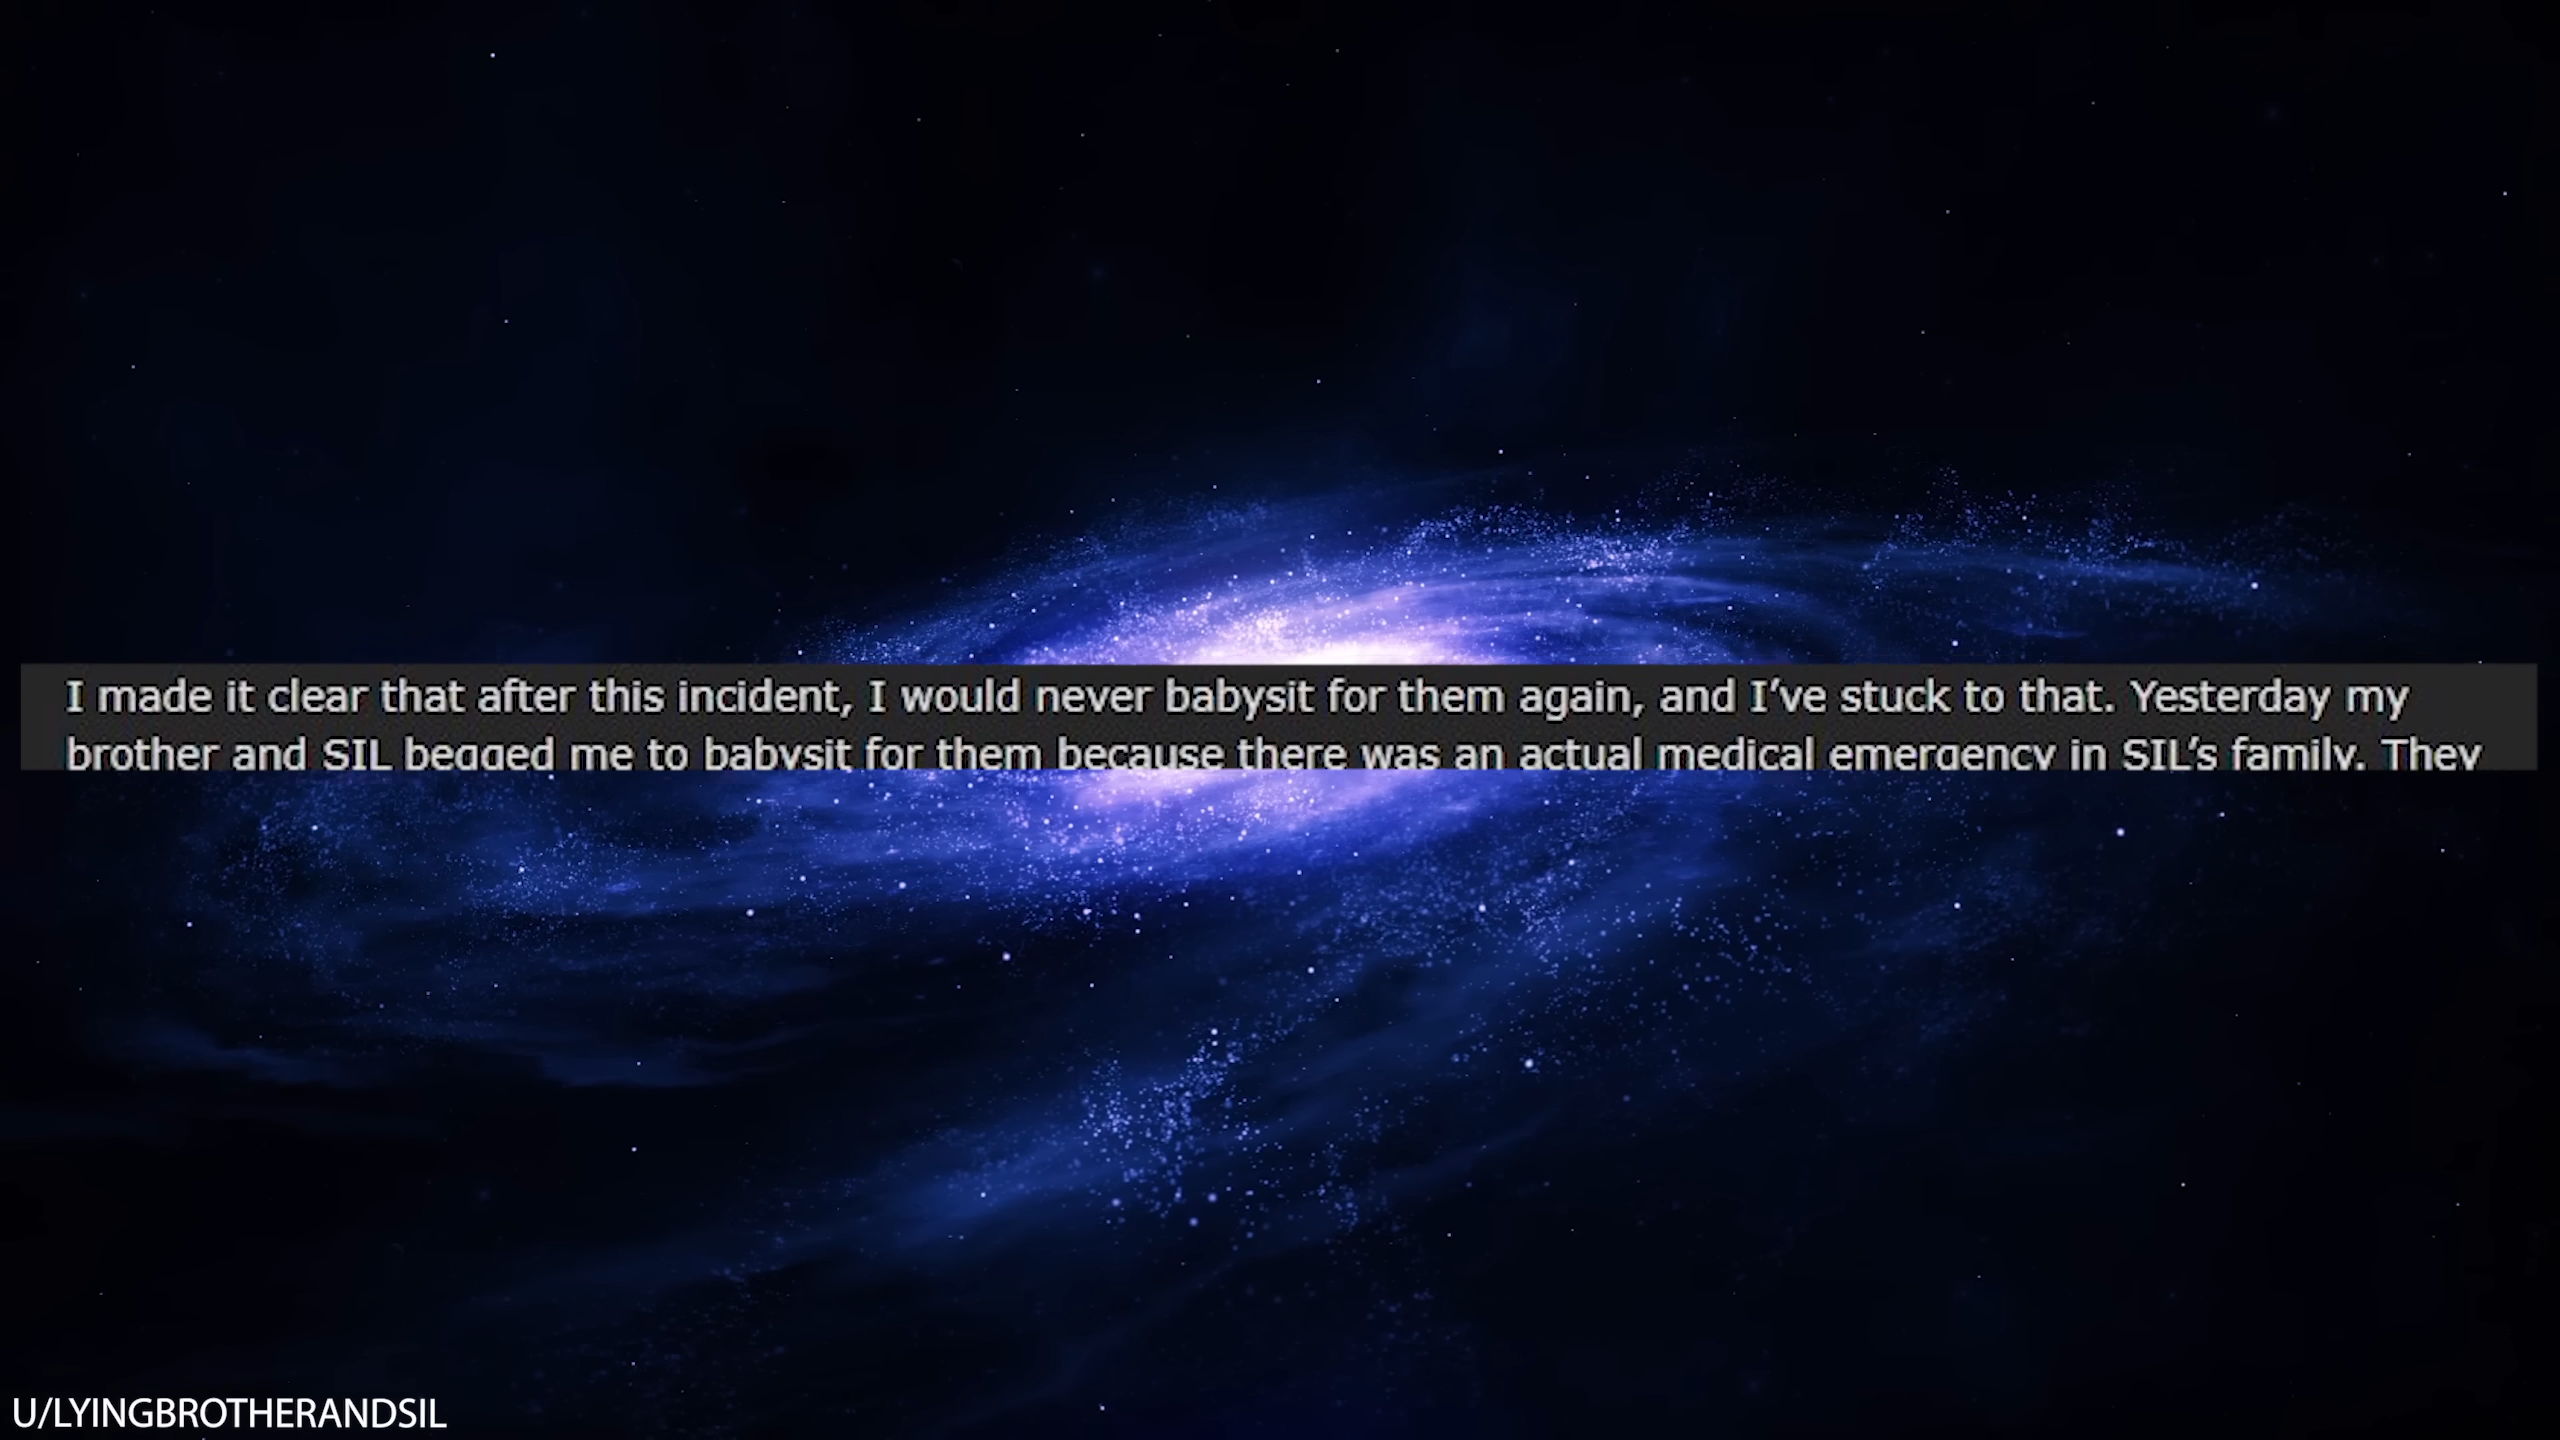 I made it clear that after this incident, I would never babysit for them again, and I’ve stuck to that. Yesterday my
brother and SIL begged me to babysit for them because there was an actual medical emergency in SIL’s family. They
U/LYINGBROTHERANDSIL